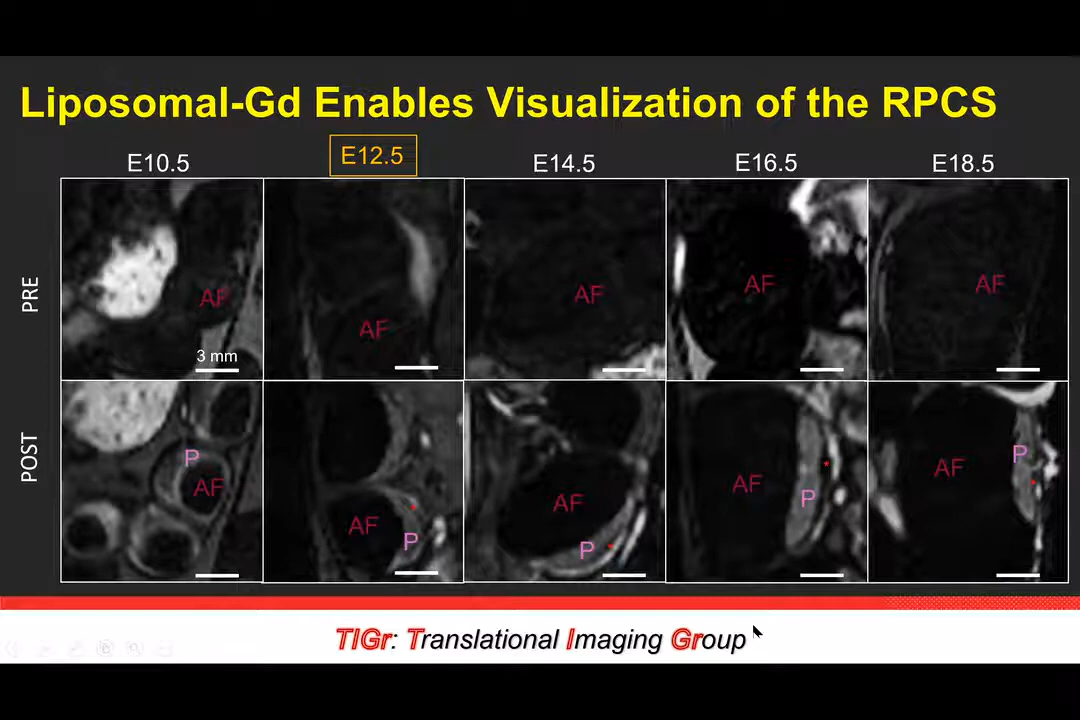 Liposomal-Gd Enables Visualization of the RPCS
E10.5
E12.5
E14.5
E16.5
E18.5
PRE
AF
3 mm
AF
AF
AF
AF
POST
P
AF
AF
P
AF
P
AF
P
AF
P
TIGr: Translational Imaging Group